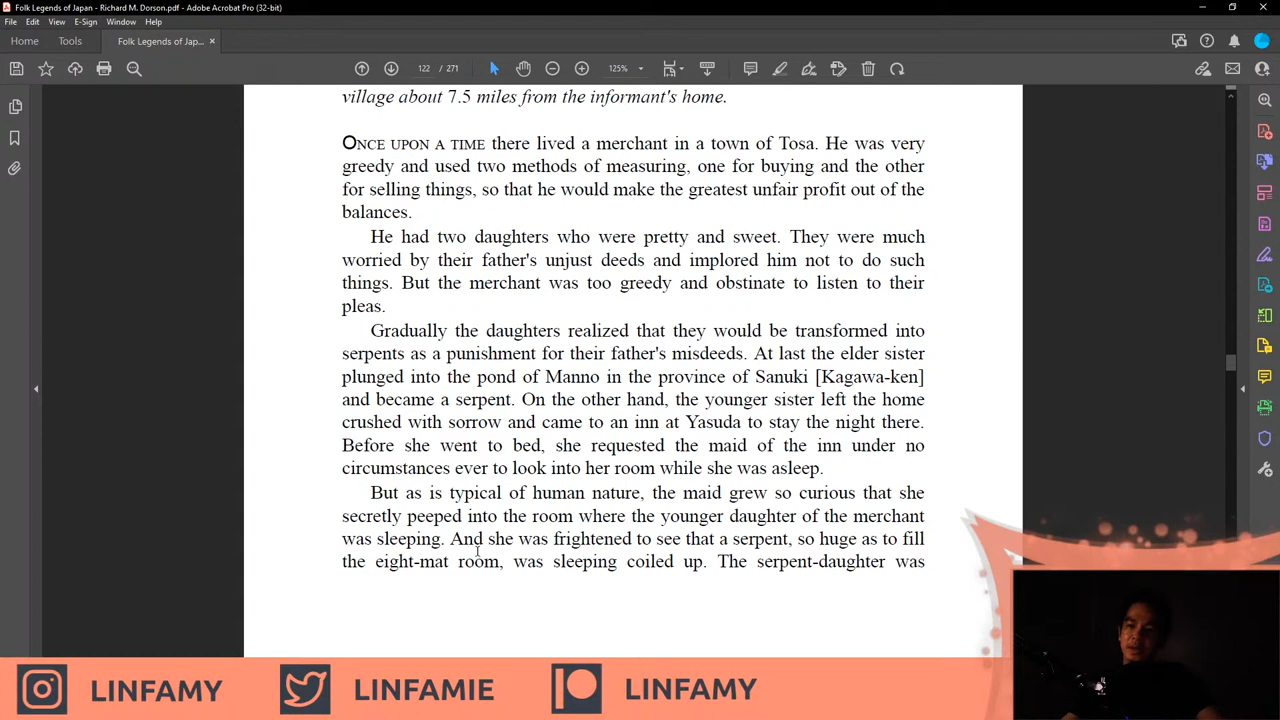 Folk Legends of Japan - Richard M. Dorson.pdf - Adobe Acrobat Pro (32-bit)
File Edit View E-Sign Window Help
Home Tools Folk Legends of Jap... ×
122 / 271 125%
village about 7.5 miles from the informant's home.
ONCE UPON A TIME there lived a merchant in a town of Tosa. He was very
greedy and used two methods of measuring, one for buying and the other
for selling things, so that he would make the greatest unfair profit out of the
balances.
He had two daughters who were pretty and sweet. They were much
worried by their father's unjust deeds and implored him not to do such
things. But the merchant was too greedy and obstinate to listen to their
pleas.
Gradually the daughters realized that they would be transformed into
serpents as a punishment for their father's misdeeds. At last the elder sister
plunged into the pond of Manno in the province of Sanuki [Kagawa-ken]
and became a serpent. On the other hand, the younger sister left the home
crushed with sorrow and came to an inn at Yasuda to stay the night there.
Before she went to bed, she requested the maid of the inn under no
circumstances ever to look into her room while she was asleep.
But as is typical of human nature, the maid grew so curious that she
secretly peeped into the room where the younger daughter of the merchant
was sleeping. And she was frightened to see that a serpent, so huge as to fill
the eight-mat room, was sleeping coiled up. The serpent-daughter was
LINFAMY LINFAMIE LINFAMY